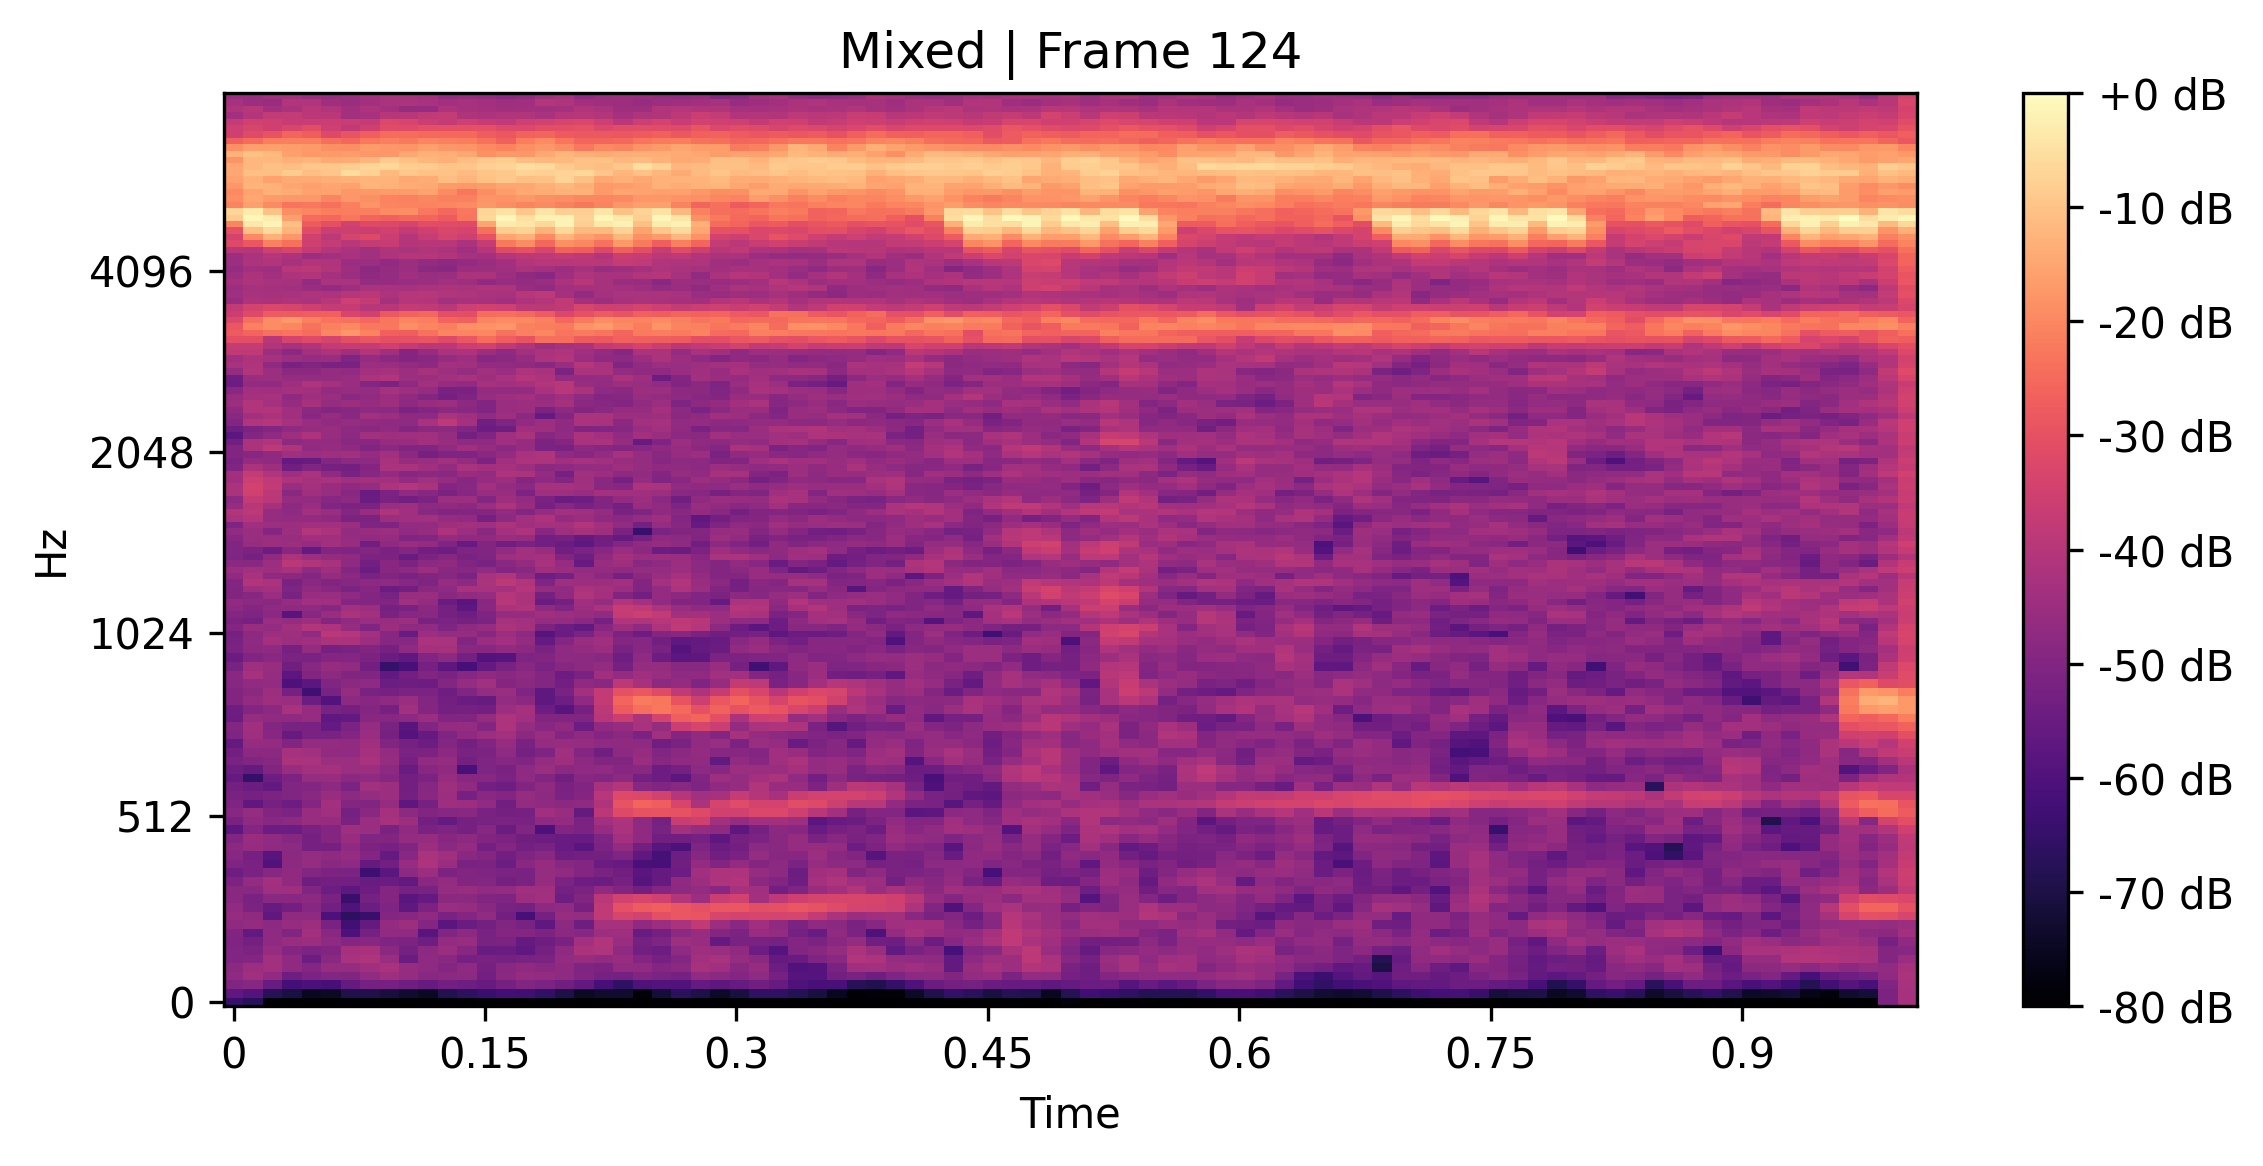 Mixed | Frame 124
+0 dB
-10 dB
-20 dB
-30 dB
-40 dB
-50 dB
-60 dB
-70 dB
-80 dB
4096
2048
1024
512
0
Hz
0 0.15 0.3 0.45 0.6 0.75 0.9
Time